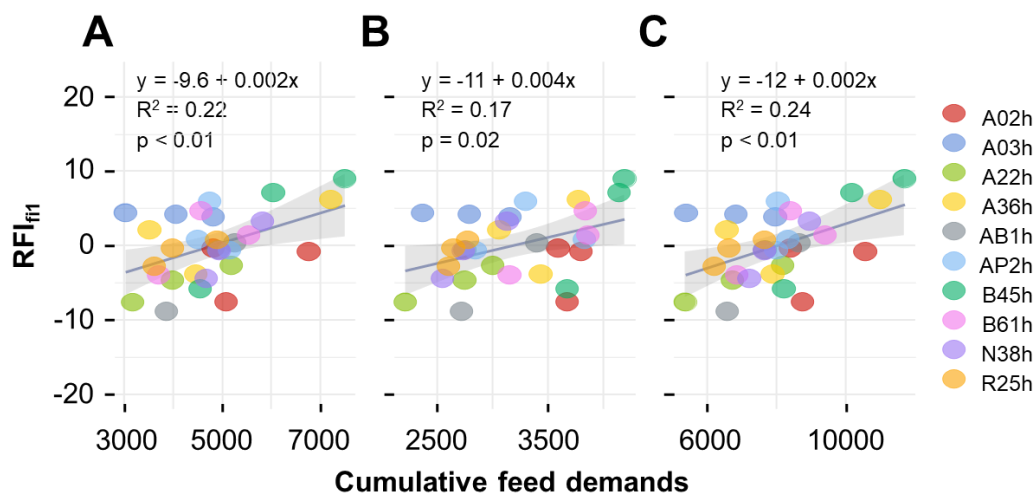 A B C
y = -9.6 + 0.002x
R² = 0.22
p < 0.01
y = -11 + 0.004x
R² = 0.17
p = 0.02
y = -12 + 0.002x
R² = 0.24
p < 0.01
RFIfi1
20
10
0
-10
-20
3000 5000 7000
2500 3500
6000 10000
Cumulative feed demands
A02h
A03h
A22h
A36h
AB1h
AP2h
B45h
B61h
N38h
R25h